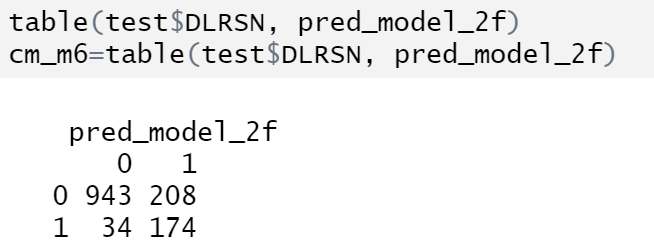 table(test$DLRSN, pred_model_2f)
cm_m6=table(test$DLRSN, pred_model_2f)
pred_model_2f
0 1
0 943 208
1 34 174